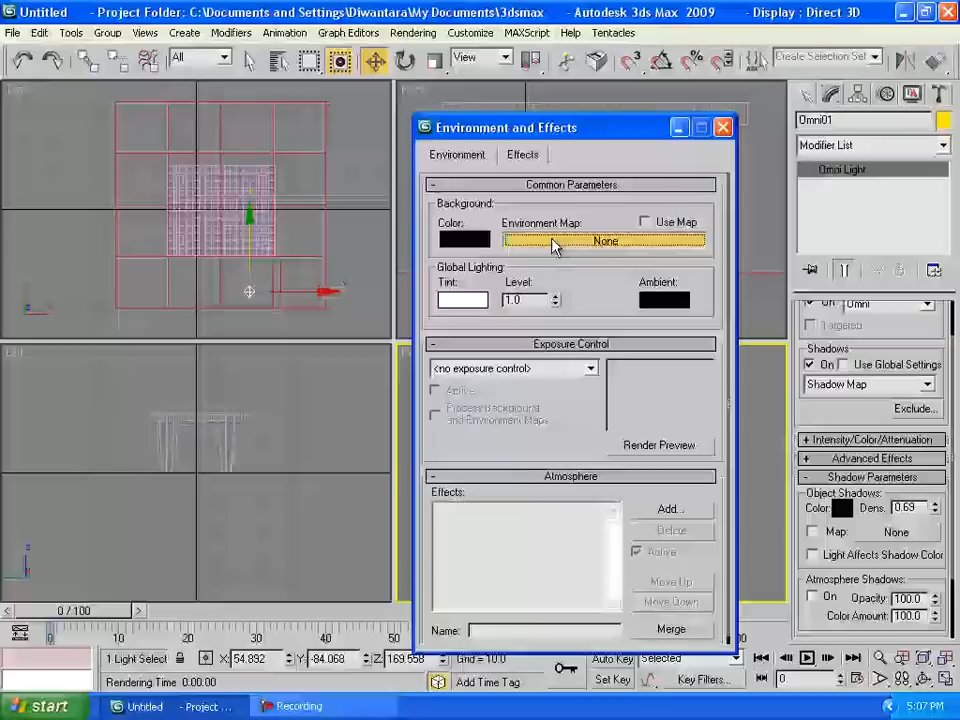 Untitled - Project Folder: C:\Documents and Settings\Diwantara\My Documents\3dsmax - Autodesk 3ds Max 2009 - Display : Direct 3D
File Edit Tools Group Views Create Modifiers Animation Graph Editors Rendering Customize MAXScript Help Tentacles
All View Create Selection Set
Environment and Effects
Environment Effects
- Common Parameters
Background:
Color: Environment Map: Use Map
None
Global Lighting:
Tint: Level: Ambient:
1.0
- Exposure Control
<no exposure control>
Active
Process Background
and Environment Maps
Render Preview
- Atmosphere
Effects:
Add...
Delete
Active
Move Up
Move Down
Name:
Merge
Omni01
Modifier List
Omni Light
On Omni
Targeted
Shadows
On Use Global Settings
Shadow Map
Exclude...
+ Intensity/Color/Attenuation
+ Advanced Effects
- Shadow Parameters
Object Shadows:
Color: Dens. 0.69
Map: None
Light Affects Shadow Color
Atmosphere Shadows:
On Opacity: 100.0
Color Amount: 100.0
< 0 / 100 >
0 10 20 30 40 50
1 Light Select X: 54.892 Y: -84.068 Z: 169.558 Grid = 10.0 Auto Key Selected
Rendering Time 0:00:00 Add Time Tag Set Key Key Filters... 0
start Untitled - Project ... Recording 5:07 PM